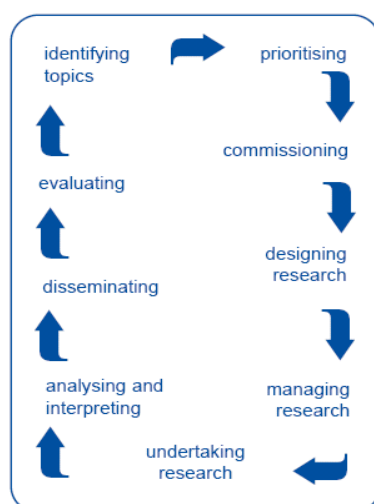 identifying
topics
prioritising
commissioning
designing
research
managing
research
undertaking
research
analysing and
interpreting
disseminating
evaluating